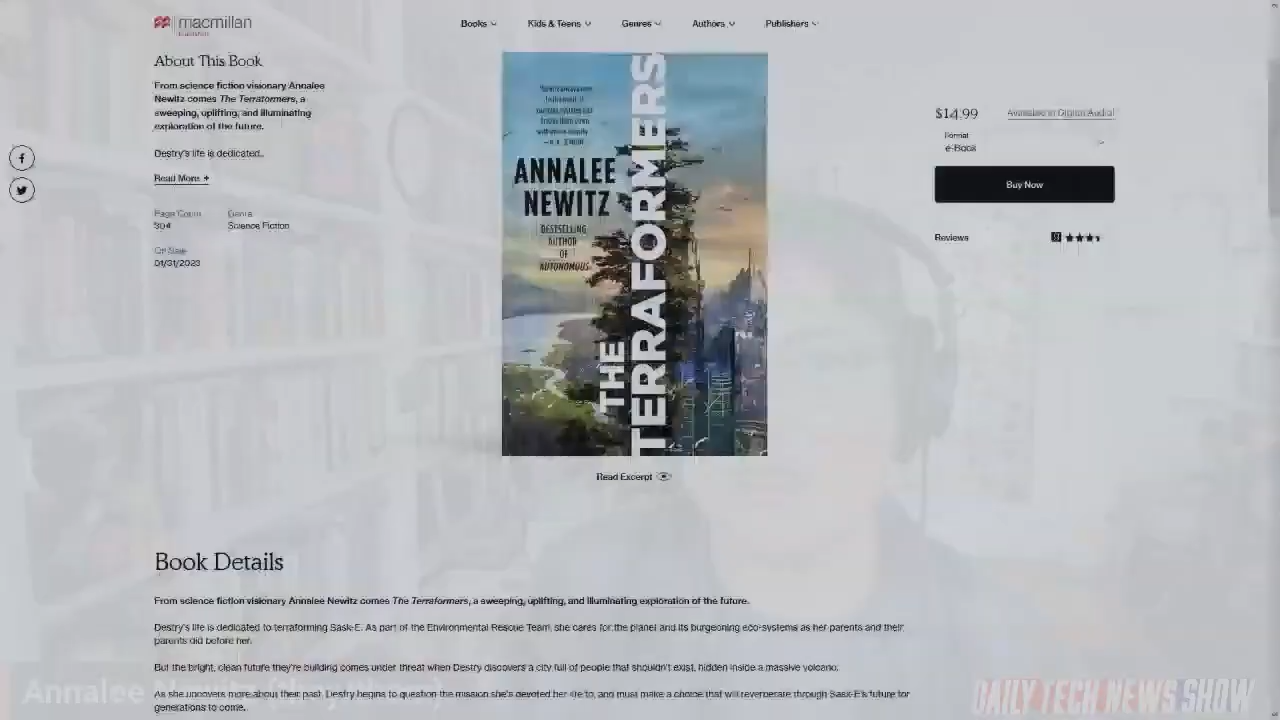 macmillan
Books
Kids & Teens
Genres
Authors
Publishers
About This Book
From science fiction visionary Annalee
Newitz comes The Terraformers, a
sweeping, uplifting, and illuminating
exploration of the future.
Destry's life is dedicated..
Read More +
Page Count
304
Genre
Science Fiction
On Sale
01/31/2023
ANNALEE
NEWITZ
BESTSELLING
AUTHOR
OF
AUTONOMOUS
THE
TERRAFORMERS
Read Excerpt
$14.99
Available in Digital Audio!
Format
e-Book
Buy Now
Reviews
Book Details
From science fiction visionary Annalee Newitz comes The Terraformers, a sweeping, uplifting, and illuminating exploration of the future.
Destry's life is dedicated to terraforming Sask-E. As part of the Environmental Rescue Team, she cares for the planet and its burgeoning eco-systems as her parents and their
parents did before her.
But the bright, clean future they're building comes under threat when Destry discovers a city full of people that shouldn't exist, hidden inside a massive volcano.
As she uncovers more about their past, Destry begins to question the mission she's devoted her life to, and must make a choice that will reverberate through Sask-E's future for
generations to come.
Annalee Newitz
DAILY TECH NEWS SHOW